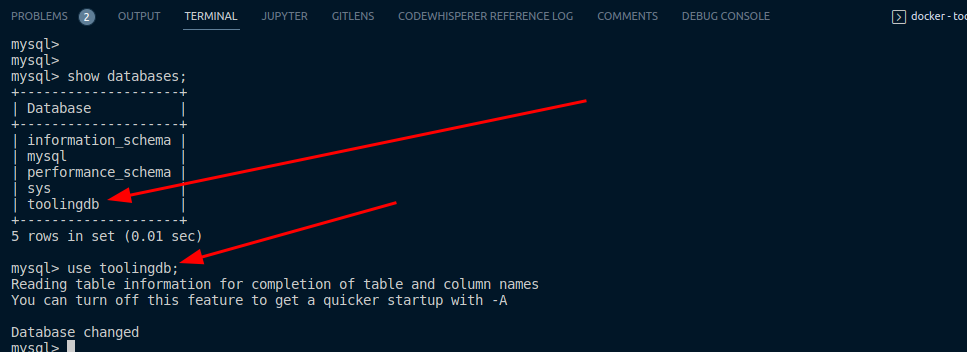 PROBLEMS 2 OUTPUT TERMINAL JUPYTER GITLENS CODEWHISPERER REFERENCE LOG COMMENTS DEBUG CONSOLE docker - too
mysql>
mysql>
mysql> show databases;
+--------------------+
| Database           |
+--------------------+
| information_schema |
| mysql              |
| performance_schema |
| sys                |
| toolingdb          |
+--------------------+
5 rows in set (0.01 sec)
mysql> use toolingdb;
Reading table information for completion of table and column names
You can turn off this feature to get a quicker startup with -A
Database changed
mysql>